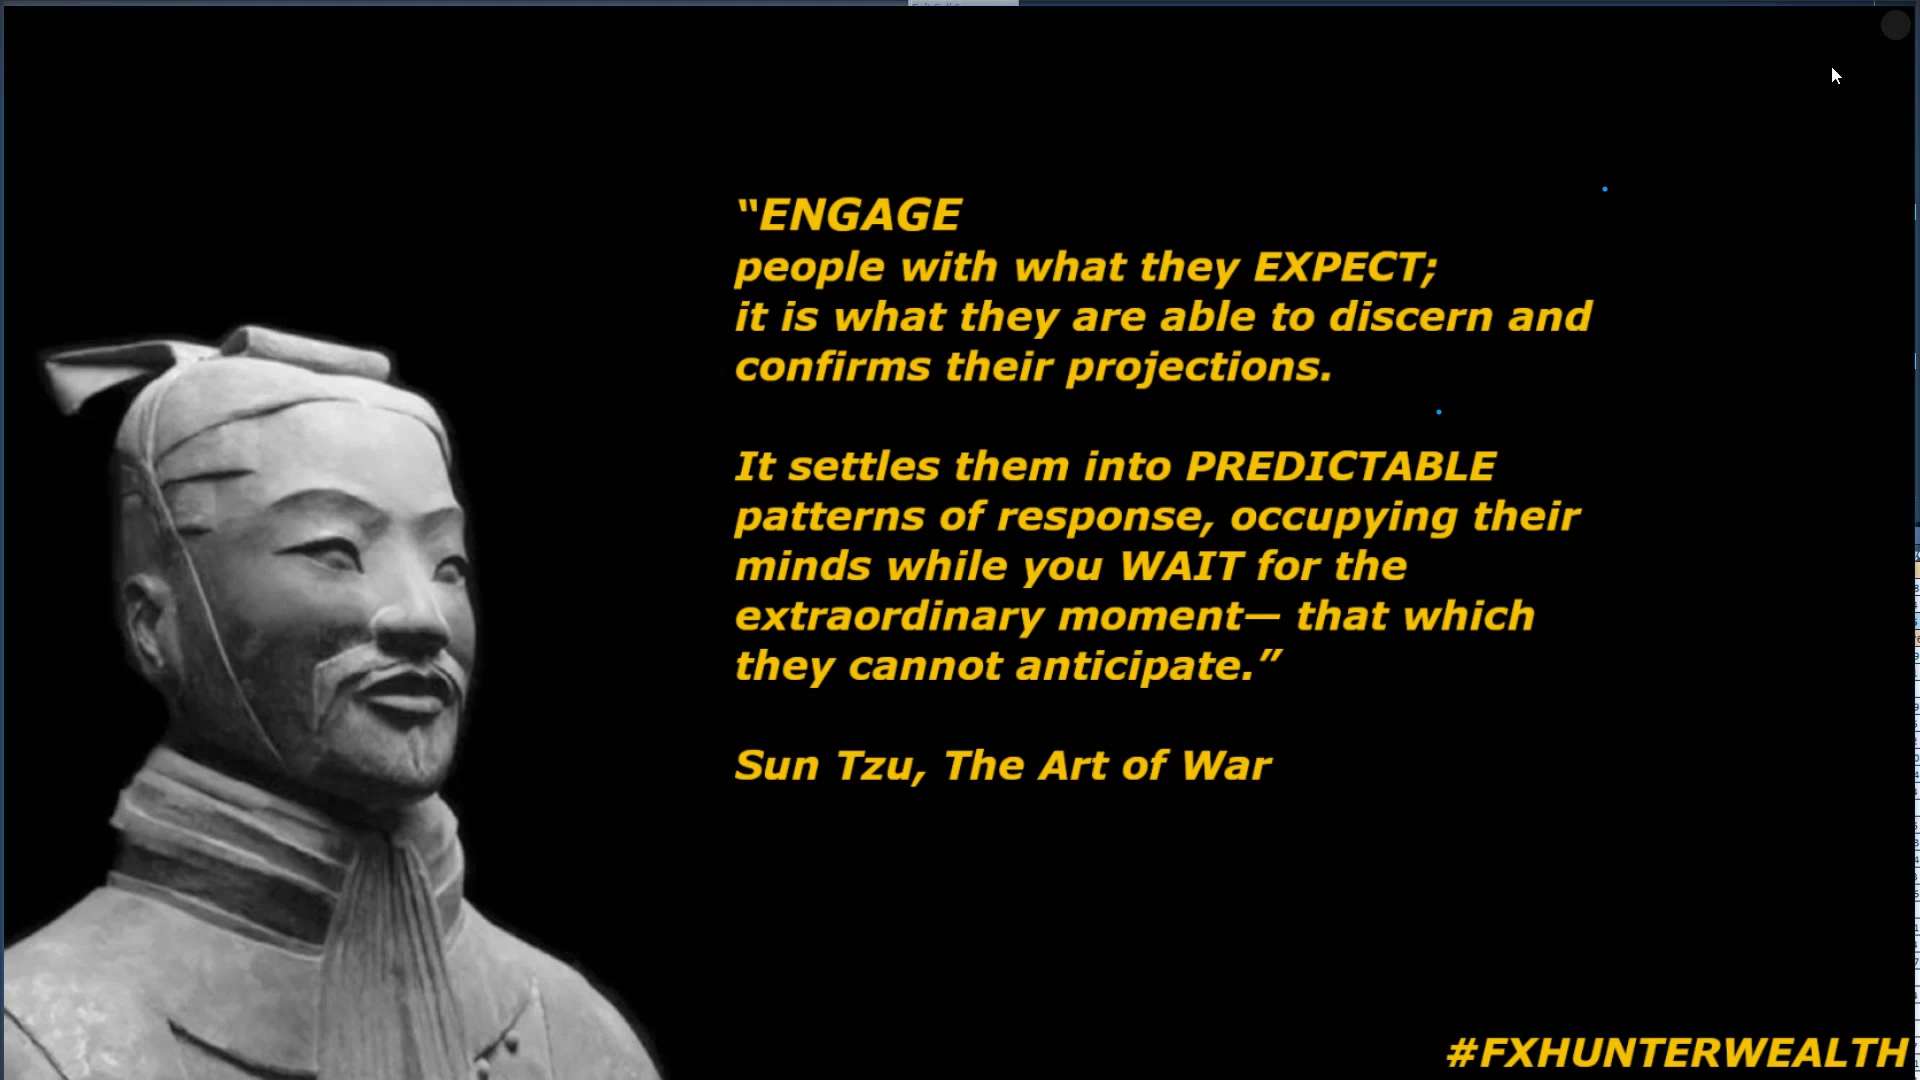 “ENGAGE
people with what they EXPECT;
it is what they are able to discern and
confirms their projections.
It settles them into PREDICTABLE
patterns of response, occupying their
minds while you WAIT for the
extraordinary moment— that which
they cannot anticipate.”
Sun Tzu, The Art of War
#FXHUNTERWEALTH